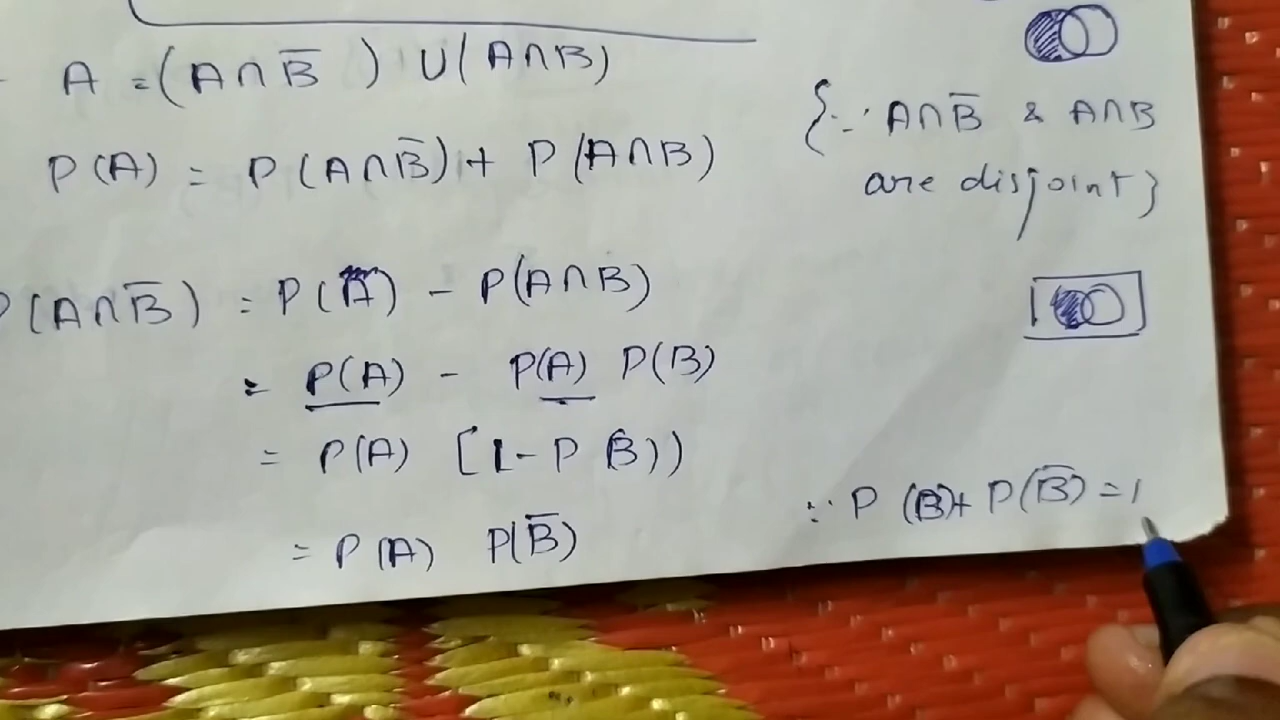 A = (A∩B̅) U (A∩B)
{∵ A∩B̅ & A∩B
are disjoint}
P(A) = P(A∩B̅) + P(A∩B)
P(A∩B̅) = P(A) - P(A∩B)
= P(A) - P(A) P(B)
= P(A) [1-P(B))
∵ P(B)+P(B̅)=1
= P(A) P(B̅)